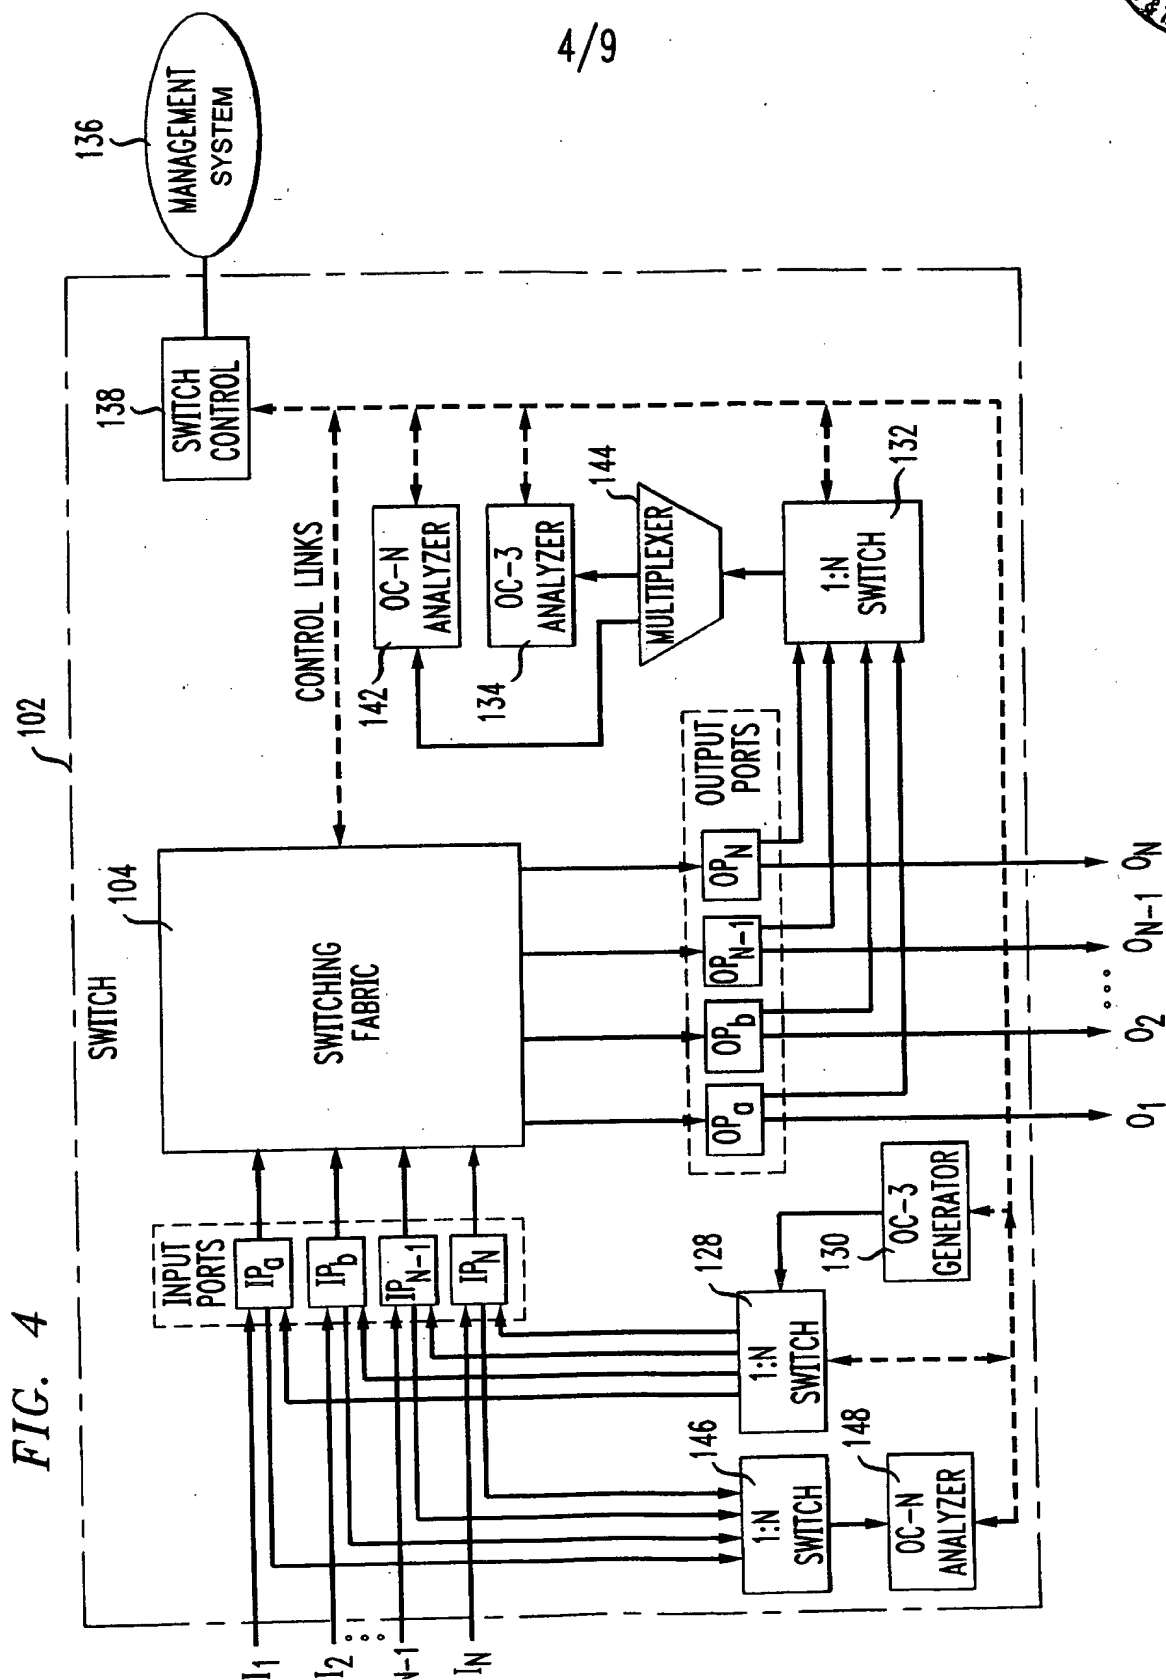 4/9
FIG. 4
SWITCH
102
MANAGEMENT
SYSTEM
136
SWITCH
CONTROL
138
CONTROL LINKS
SWITCHING
FABRIC
104
INPUT
PORTS
IPa
IPb
IPN-1
IPN
I1
I2
N-1
IN
OC-N
ANALYZER
142
OC-3
ANALYZER
134
MULTIPLEXER
144
1:N
SWITCH
132
OUTPUT
PORTS
OPa
OPb
OPN-1
OPN
1:N
SWITCH
128
OC-3
GENERATOR
130
1:N
SWITCH
146
OC-N
ANALYZER
148
O1
O2
ON-1
ON